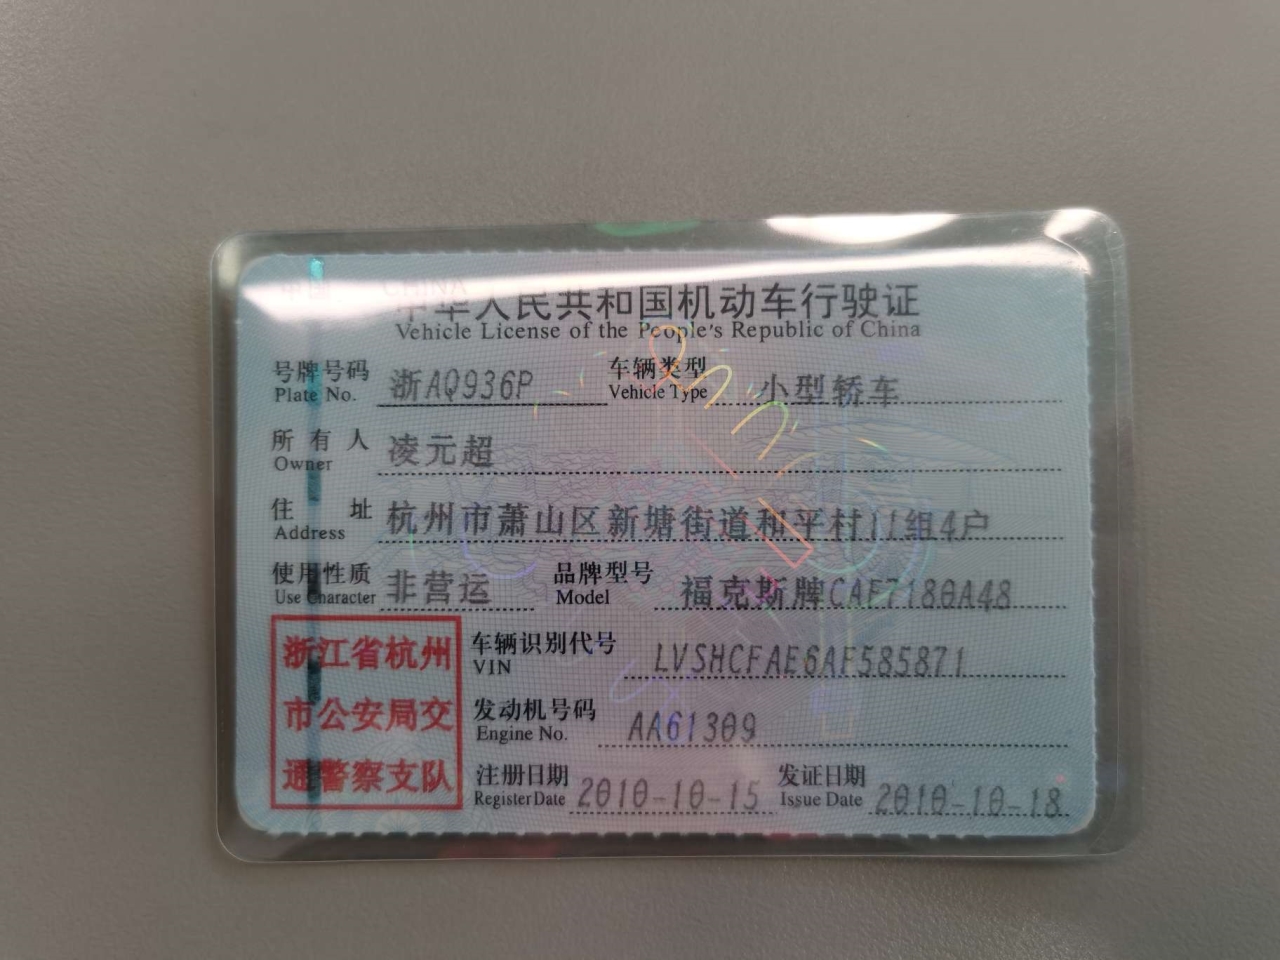 CHINA
中华人民共和国机动车行驶证
Vehicle License of the People's Republic of China
号牌号码 浙AQ936P 车辆类型 小型轿车
Plate No. Vehicle Type
所有人 凌元超
Owner
住址 杭州市萧山区新塘街道和平村11组4户
Address
使用性质 非营运 品牌型号 福克斯牌CAF7180A48
Use Character Model
浙江省杭州
市公安局交
通警察支队
车辆识别代号 LVSHCFAE6AF585871
VIN
发动机号码 AA61309
Engine No.
注册日期 2010-10-15 发证日期 2010-10-18
Register Date Issue Date